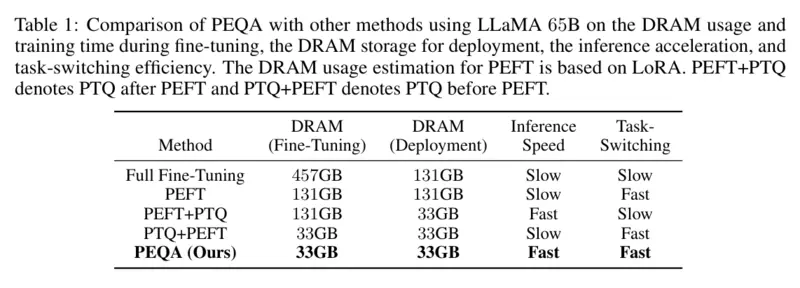 Table 1: Comparison of PEQA with other methods using LLaMA 65B on the DRAM usage and
training time during fine-tuning, the DRAM storage for deployment, the inference acceleration, and
task-switching efficiency. The DRAM usage estimation for PEFT is based on LoRA. PEFT+PTQ
denotes PTQ after PEFT and PTQ+PEFT denotes PTQ before PEFT.
Method DRAM (Fine-Tuning) DRAM (Deployment) Inference Speed Task-Switching
Full Fine-Tuning 457GB 131GB Slow Slow
PEFT 131GB 131GB Slow Fast
PEFT+PTQ 131GB 33GB Fast Slow
PTQ+PEFT 33GB 33GB Slow Fast
PEQA (Ours) 33GB 33GB Fast Fast